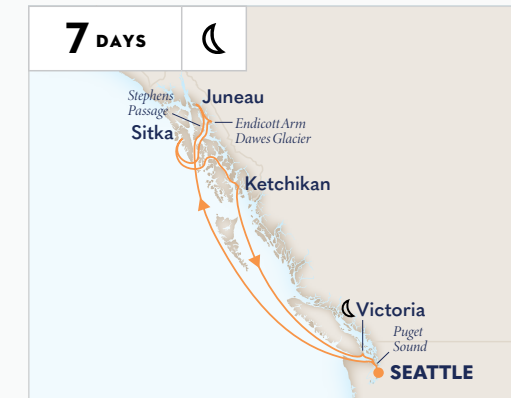 7 DAYS
Stephens
Passage
Juneau
Endicott Arm
Dawes Glacier
Sitka
Ketchikan
Victoria
Puget
Sound
SEATTLE